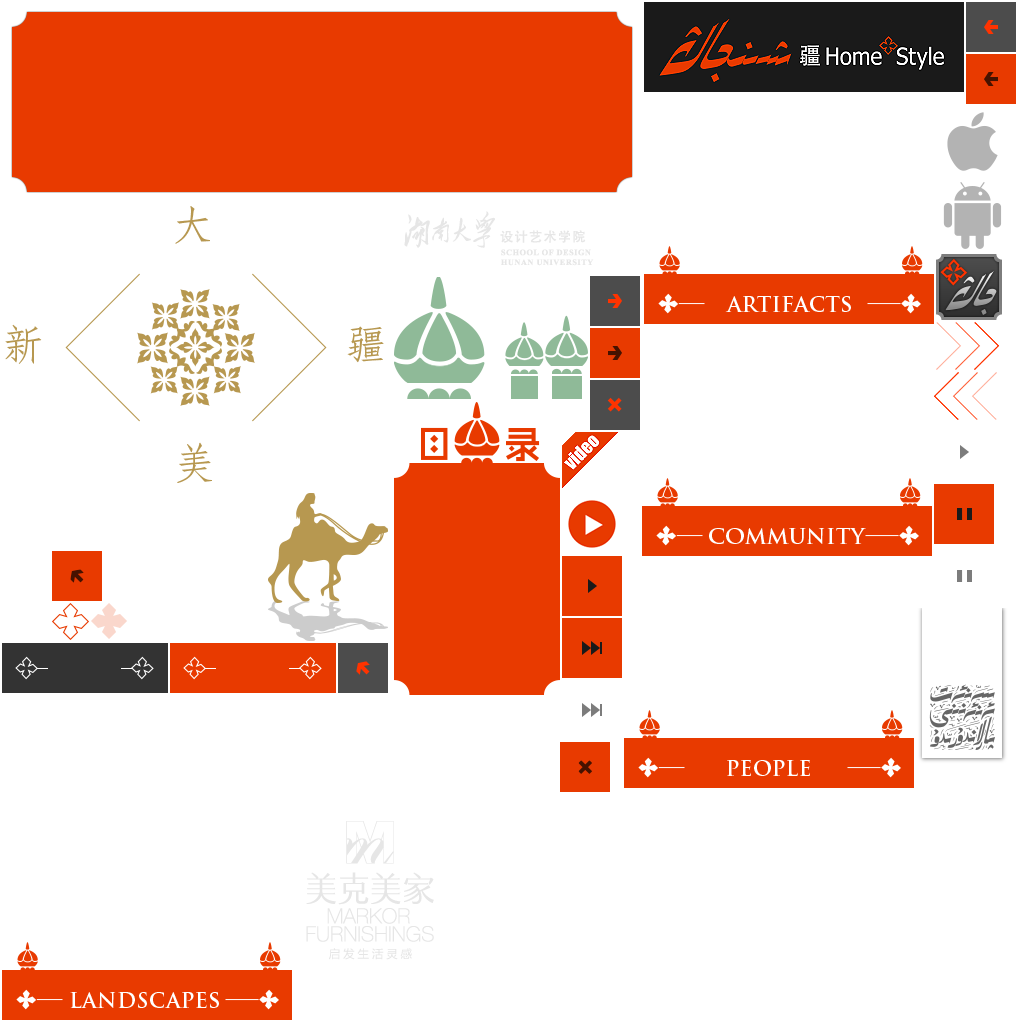 疆 Home Style
大
湖南大学 设计艺术学院
SCHOOL OF DESIGN
HUNAN UNIVERSITY
ARTIFACTS
新
疆
目录
video
美
COMMUNITY
PEOPLE
M
美克美家
MARKOR
FURNISHINGS
启发生活灵感
LANDSCAPES